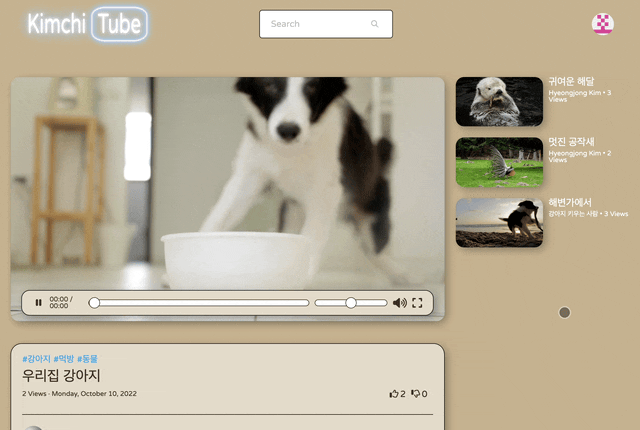 Kimchi Tube
Search
귀여운 해달
Hyeongjong Kim • 3
Views
멋진 공작새
Hyeongjong Kim • 2
Views
해변가에서
강아지 키우는 사람 • 3 Views
00:00 /
00:00
#강아지 #먹방 #동물
우리집 강아지
2 Views · Monday, October 10, 2022
2 0